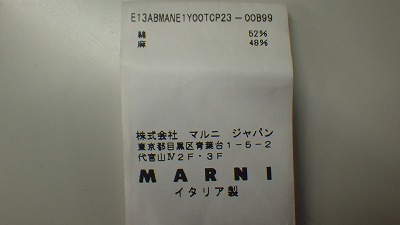 E13ABMANE1Y00TCP23-00B99
綿 52%
麻 48%
株式会社 マルニ ジャパン
東京都目黒区青葉台1-5-2
代官山Ⅳ2F・3F
MARNI
イタリア製